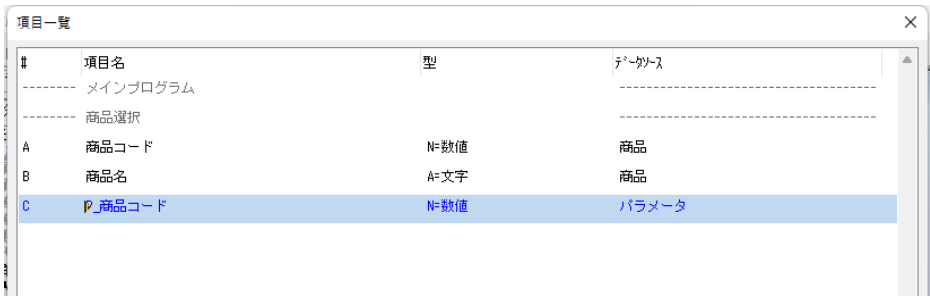 項目一覧
# 項目名 型 ﾃﾞｰﾀｿｰｽ
-------- メインプログラム ------------------------------------
-------- 商品選択 ------------------------------------
A 商品コード N=数値 商品
B 商品名 A=文字 商品
C P_商品コード N=数値 パラメータ